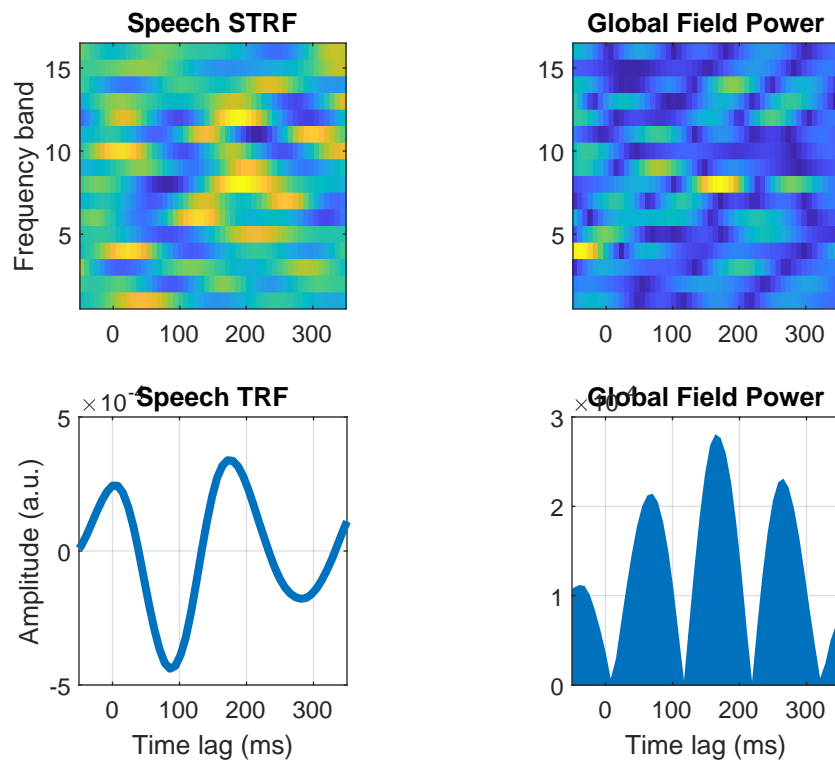 Speech STRF
Frequency band
15
10
5
0 100 200 300
Global Field Power
15
10
5
0 100 200 300
Speech TRF
× 10⁻⁴
Amplitude (a.u.)
5
0
-5
0 100 200 300
Time lag (ms)
Global Field Power
3
2
1
0
0 100 200 300
Time lag (ms)